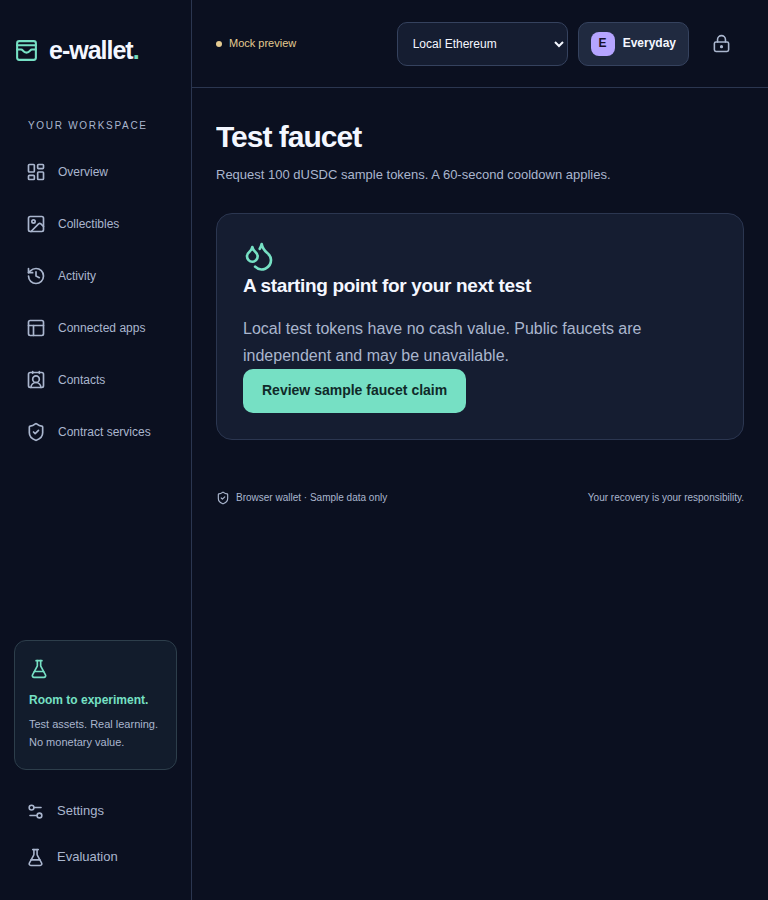 e-wallet.
YOUR WORKSPACE
Overview
Collectibles
Activity
Connected apps
Contacts
Contract services
Room to experiment.
Test assets. Real learning.
No monetary value.
Settings
Evaluation
Mock preview
Local Ethereum
E Everyday
Test faucet
Request 100 dUSDC sample tokens. A 60-second cooldown applies.
A starting point for your next test
Local test tokens have no cash value. Public faucets are
independent and may be unavailable.
Review sample faucet claim
Browser wallet · Sample data only
Your recovery is your responsibility.